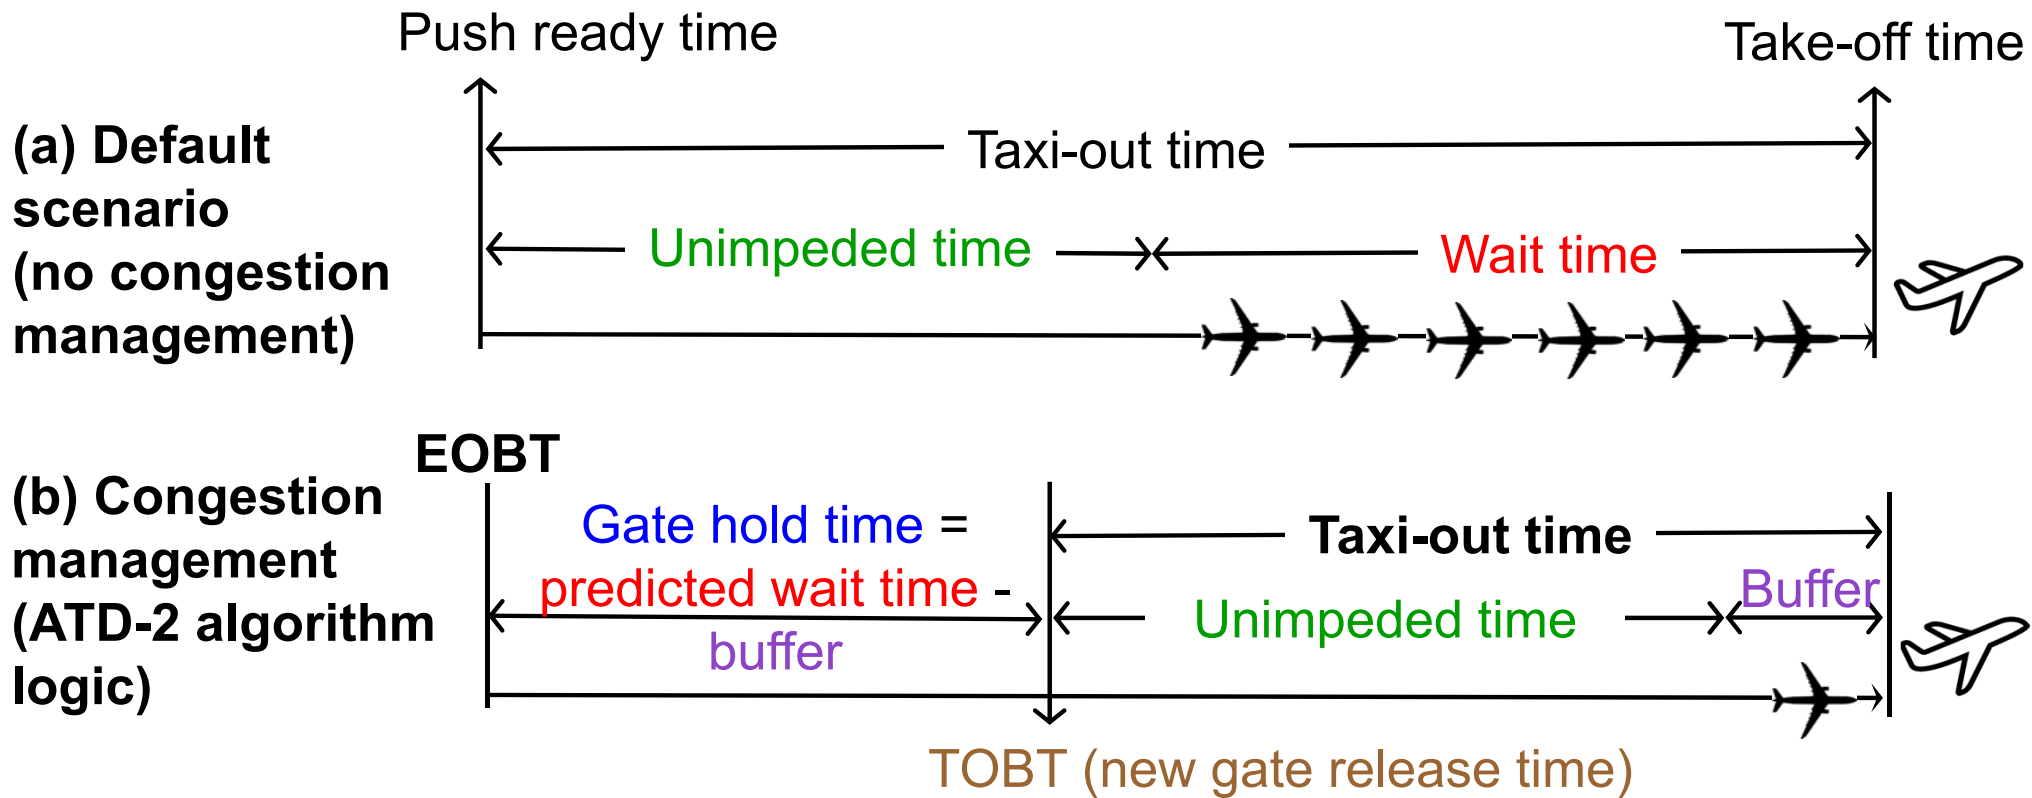 Push ready time
Take-off time
(a) Default
scenario
(no congestion
management)
Taxi-out time
Unimpeded time
Wait time
EOBT
(b) Congestion
management
(ATD-2 algorithm
logic)
Gate hold time =
predicted wait time -
buffer
Taxi-out time
Unimpeded time
Buffer
TOBT (new gate release time)